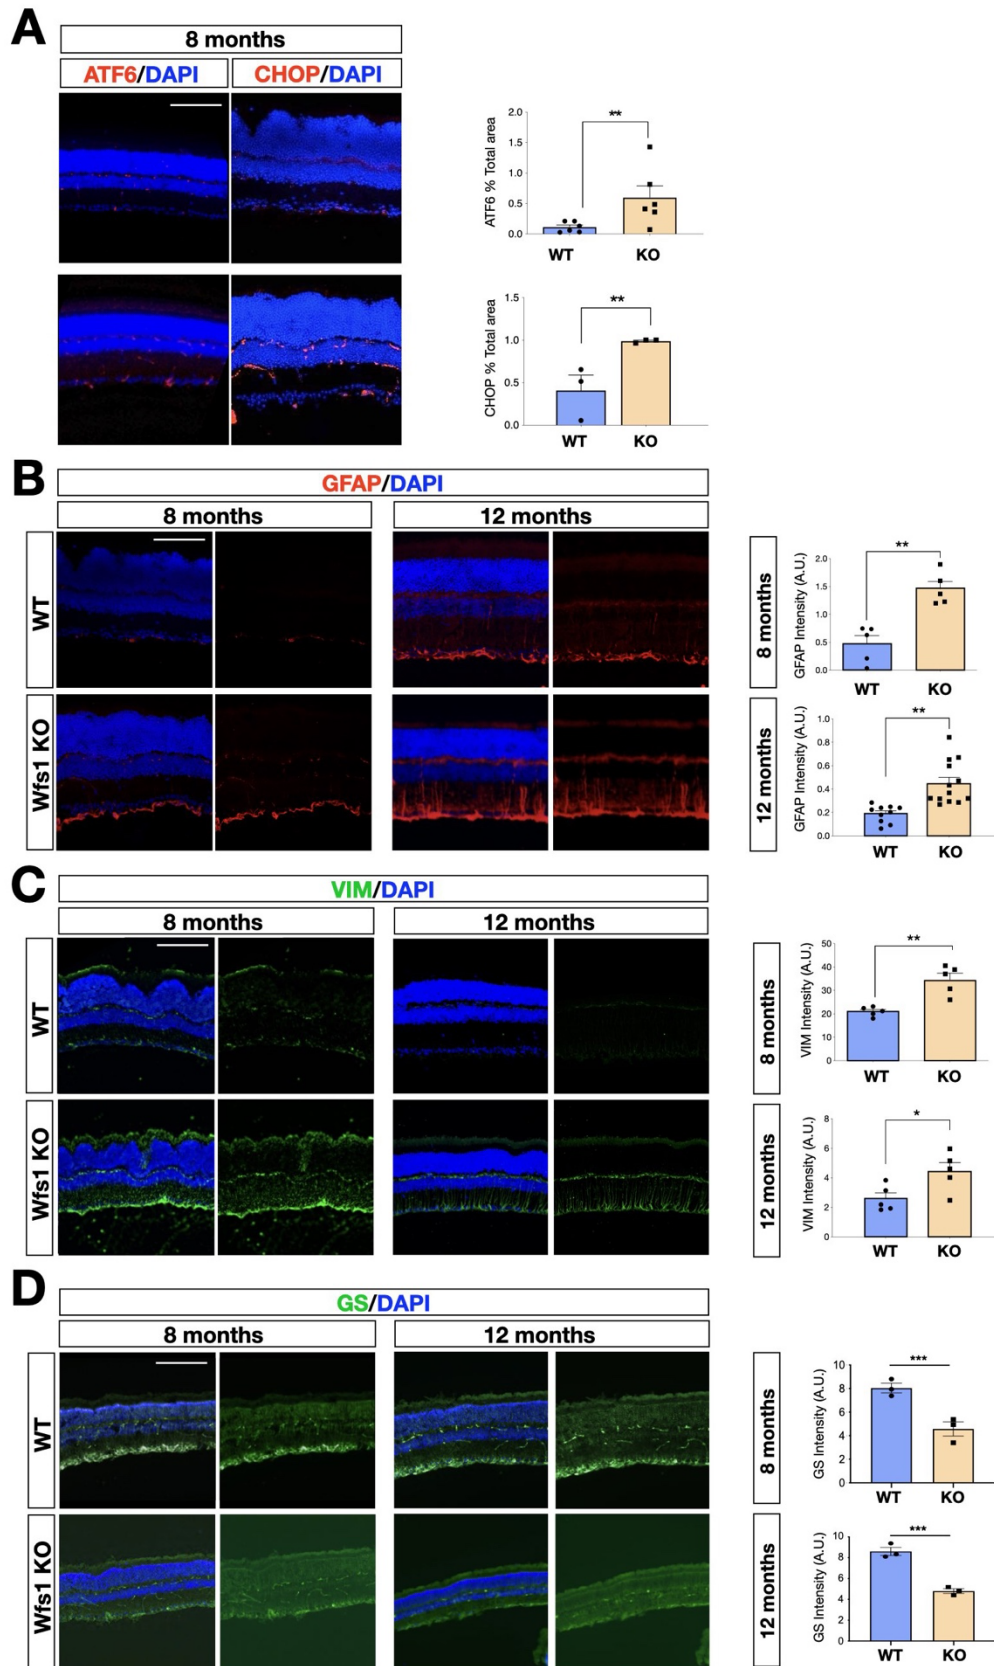 A
8 months
ATF6/DAPI
CHOP/DAPI
ATF6 % Total area
2.0
1.5
1.0
0.5
0.0
**
WT
KO
CHOP % Total area
1.5
1.0
0.5
0.0
**
WT
KO
B
GFAP/DAPI
8 months
12 months
WT
Wfs1 KO
8 months
GFAP Intensity (A.U.)
2.0
1.5
1.0
0.5
0.0
**
WT
KO
12 months
GFAP Intensity (A.U.)
1.0
0.8
0.6
0.4
0.2
0.0
**
WT
KO
C
VIM/DAPI
8 months
12 months
WT
Wfs1 KO
8 months
VIM Intensity (A.U.)
50
40
30
20
10
0
**
WT
KO
12 months
VIM Intensity (A.U.)
8
6
4
2
0
*
WT
KO
D
GS/DAPI
8 months
12 months
WT
Wfs1 KO
8 months
GS Intensity (A.U.)
10
8
6
4
2
0
***
WT
KO
12 months
GS Intensity (A.U.)
10
8
6
4
2
0
***
WT
KO